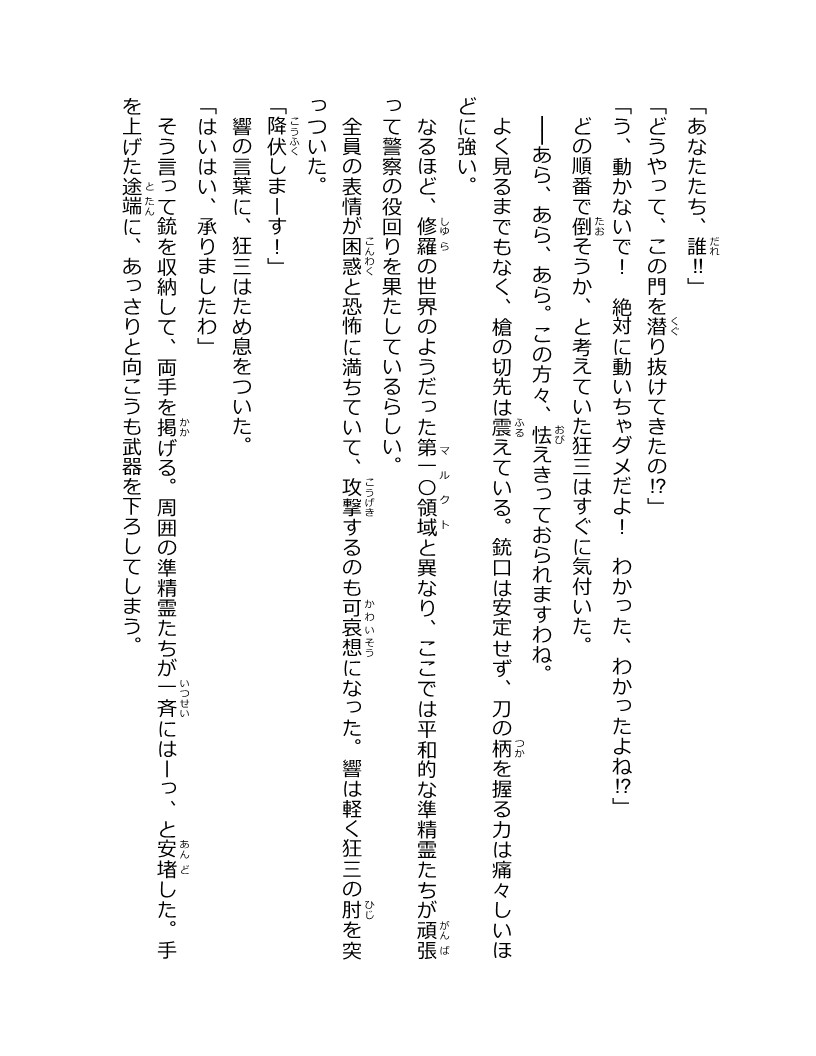 「あなたたち、誰‼」
「どうやって、この門を潜り抜けてきたの⁉」
「う、動かないで！　絶対に動いちゃダメだよ！　わかった、わかったよね⁉」
どの順番で倒そうか、と考えていた狂三はすぐに気付いた。
──あら、あら、あら。この方々、怯えきっておられますわね。
よく見るまでもなく、槍の切先は震えている。銃口は安定せず、刀の柄を握る力は痛々しいほ
どに強い。
なるほど、修羅の世界のようだった第一〇領域と異なり、ここでは平和的な準精霊たちが頑張
って警察の役回りを果たしているらしい。
全員の表情が困惑と恐怖に満ちていて、攻撃するのも可哀想になった。響は軽く狂三の肘を突
っついた。
「降伏しまーす！」
響の言葉に、狂三はため息をついた。
「はいはい、承りましたわ」
そう言って銃を収納して、両手を掲げる。周囲の準精霊たちが一斉にはーっ、と安堵した。手
を上げた途端に、あっさりと向こうも武器を下ろしてしまう。